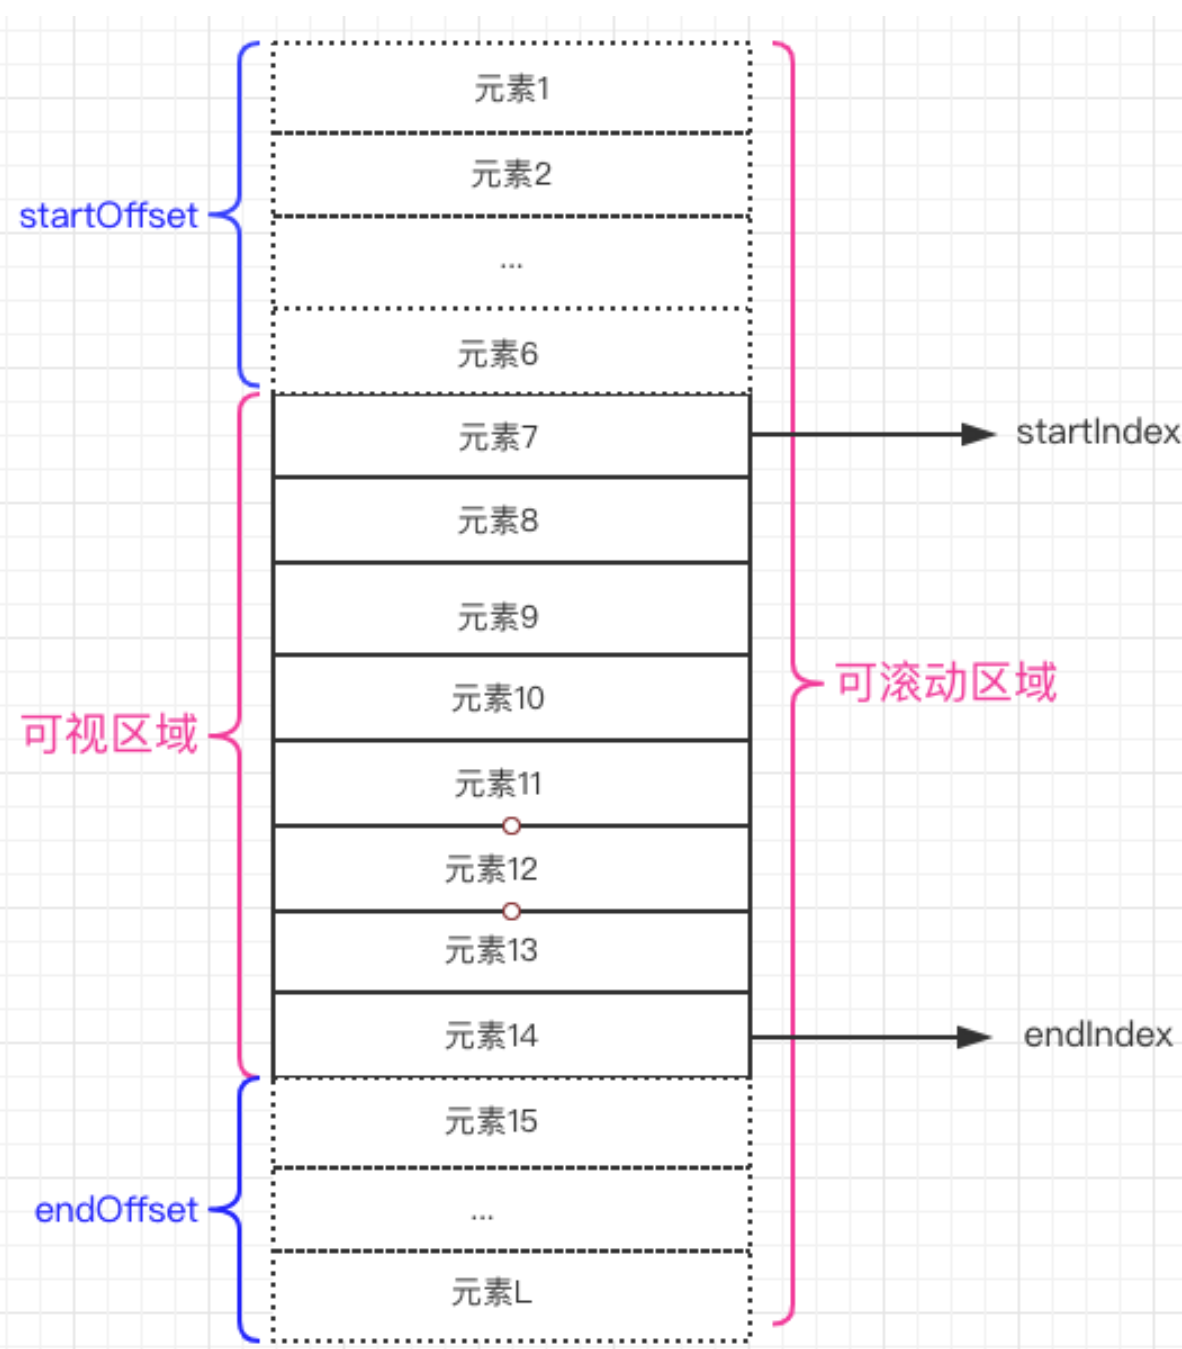 元素1
元素2
startOffset
...
元素6
元素7
startIndex
元素8
元素9
可滚动区域
元素10
可视区域
元素11
元素12
元素13
元素14
endIndex
元素15
endOffset
...
元素L